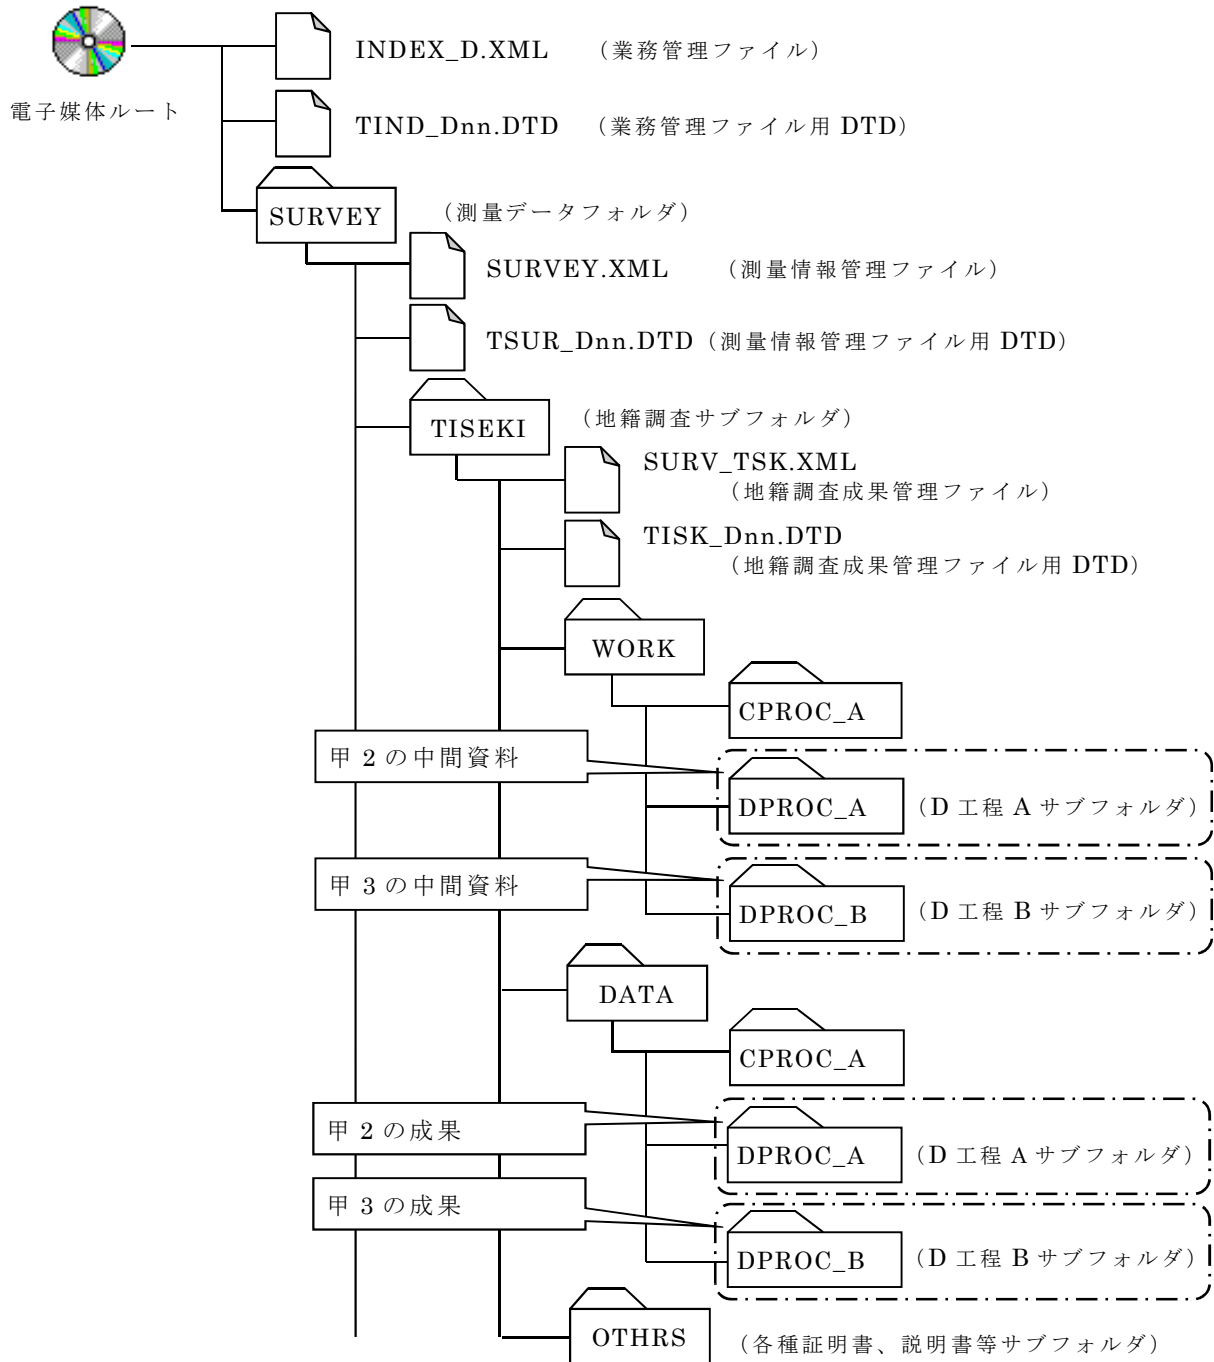 INDEX_D.XML （業務管理ファイル）
電子媒体ルート
TIND_Dnn.DTD （業務管理ファイル用 DTD）
SURVEY （測量データフォルダ）
SURVEY.XML （測量情報管理ファイル）
TSUR_Dnn.DTD（測量情報管理ファイル用 DTD）
TISEKI （地籍調査サブフォルダ）
SURV_TSK.XML
（地籍調査成果管理ファイル）
TISK_Dnn.DTD
（地籍調査成果管理ファイル用 DTD）
WORK
CPROC_A
甲 2 の中間資料
DPROC_A （D 工程 A サブフォルダ）
甲 3 の中間資料
DPROC_B （D 工程 B サブフォルダ）
DATA
CPROC_A
甲 2 の成果
DPROC_A （D 工程 A サブフォルダ）
甲 3 の成果
DPROC_B （D 工程 B サブフォルダ）
OTHRS （各種証明書、説明書等サブフォルダ）